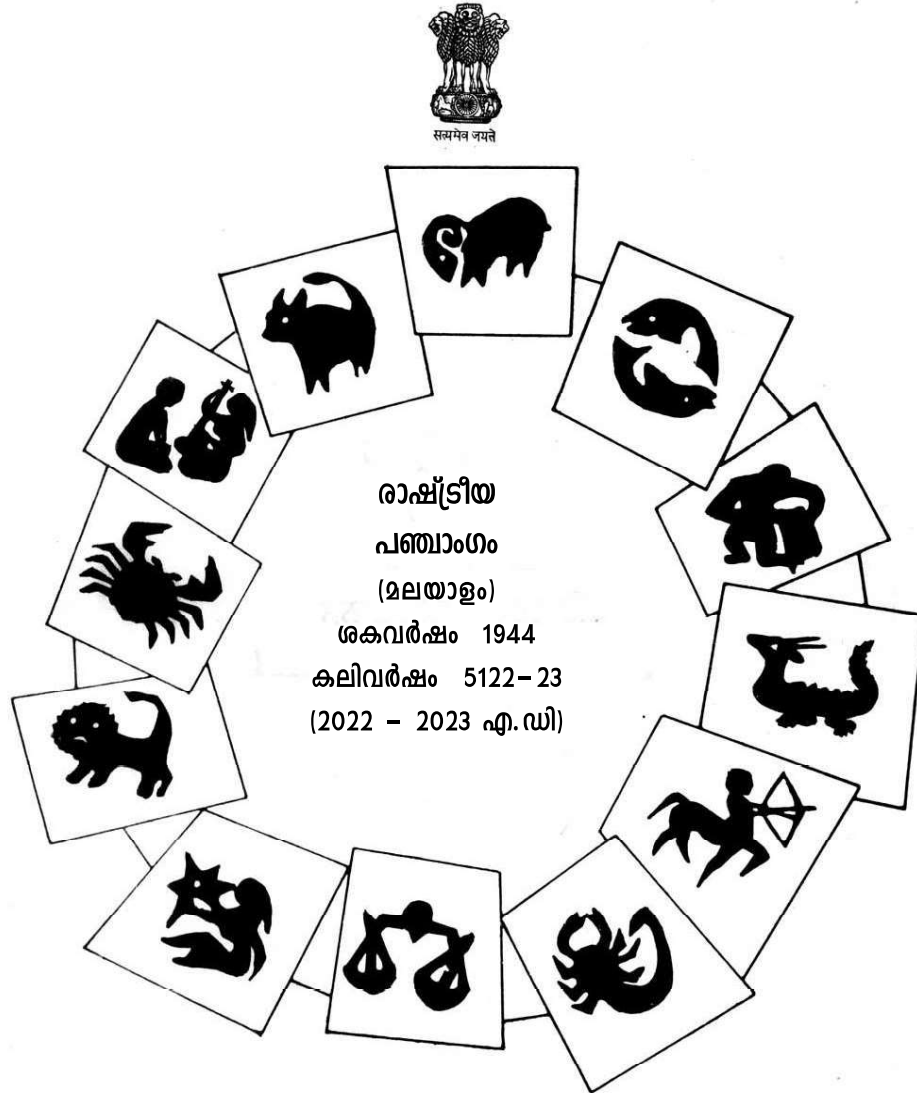 सत्यमेव जयते
രാഷ്ട്രീയ
പഞ്ചാംഗം
(മലയാളം)
ശകവർഷം 1944
കലിവർഷം 5122-23
(2022 - 2023 എ.ഡി)